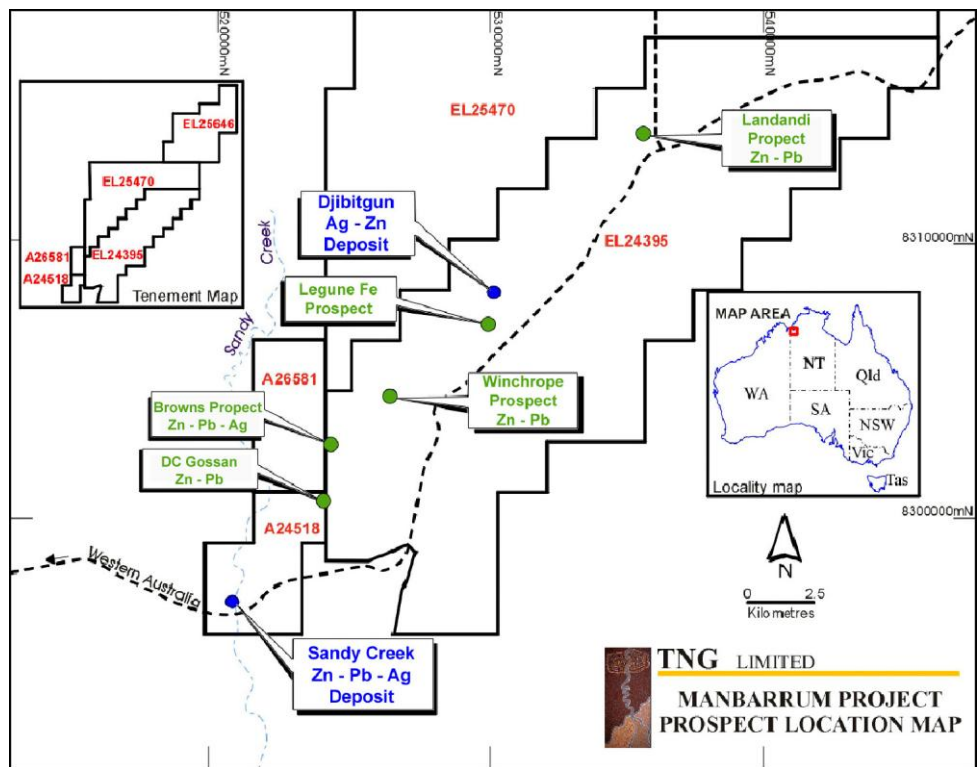 520000mN
530000mN
540000mN
EL25646
EL25470
A26581
EL24395
A24518
Tenement Map
EL25470
Landandi
Propect
Zn - Pb
Djibitgun
Ag - Zn
Deposit
EL24395
8310000mN
Creek
Sandy
Legune Fe
Prospect
MAP AREA
NT
WA
Qld
SA
NSW
Vic
Tas
Locality map
A26581
Winchrope
Prospect
Zn - Pb
Browns Propect
Zn - Pb - Ag
DC Gossan
Zn - Pb
A24518
8300000mN
Western Australia
N
0 2.5
Kilometres
Sandy Creek
Zn - Pb - Ag
Deposit
TNG LIMITED
MANBARRUM PROJECT
PROSPECT LOCATION MAP